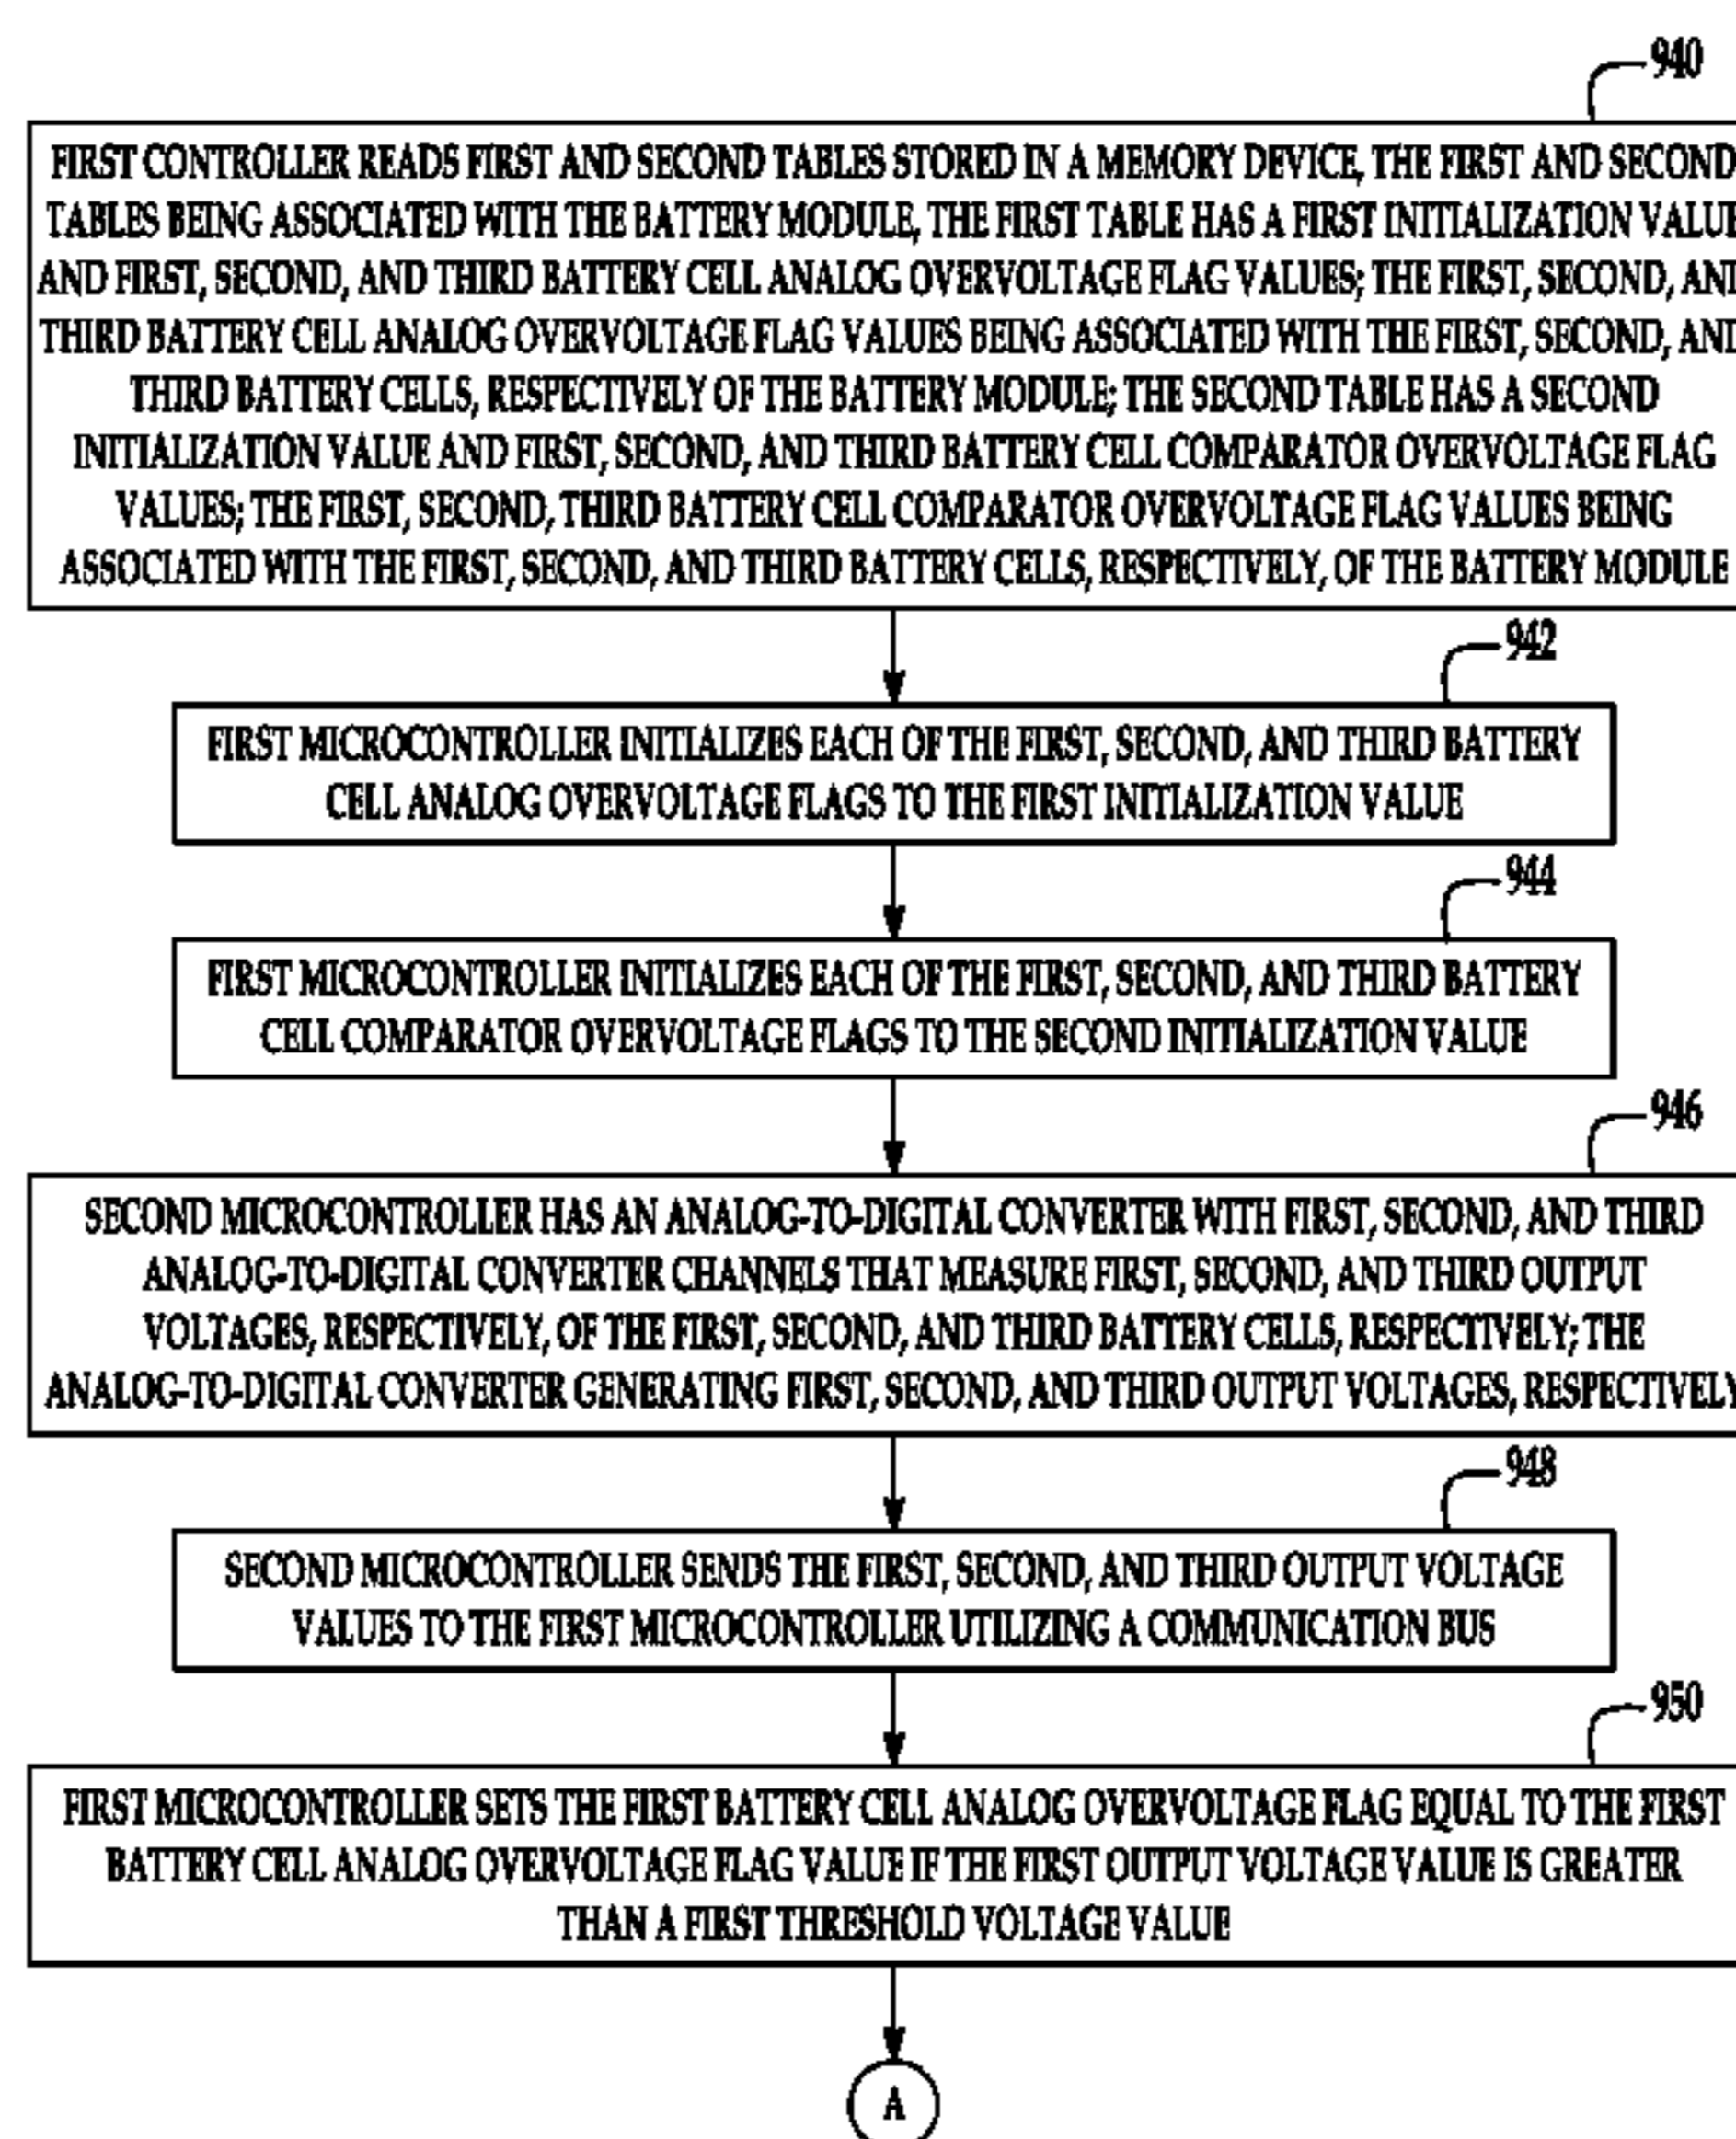 940
FIRST CONTROLLER READS FIRST AND SECOND TABLES STORED IN A MEMORY DEVICE, THE FIRST AND SECOND
TABLES BEING ASSOCIATED WITH THE BATTERY MODULE, THE FIRST TABLE HAS A FIRST INITIALIZATION VALUE
AND FIRST, SECOND, AND THIRD BATTERY CELL ANALOG OVERVOLTAGE FLAG VALUES; THE FIRST, SECOND, AND
THIRD BATTERY CELL ANALOG OVERVOLTAGE FLAG VALUES BEING ASSOCIATED WITH THE FIRST, SECOND, AND
THIRD BATTERY CELLS, RESPECTIVELY OF THE BATTERY MODULE; THE SECOND TABLE HAS A SECOND
INITIALIZATION VALUE AND FIRST, SECOND, AND THIRD BATTERY CELL COMPARATOR OVERVOLTAGE FLAG
VALUES; THE FIRST, SECOND, THIRD BATTERY CELL COMPARATOR OVERVOLTAGE FLAG VALUES BEING
ASSOCIATED WITH THE FIRST, SECOND, AND THIRD BATTERY CELLS, RESPECTIVELY, OF THE BATTERY MODULE
942
FIRST MICROCONTROLLER INITIALIZES EACH OF THE FIRST, SECOND, AND THIRD BATTERY
CELL ANALOG OVERVOLTAGE FLAGS TO THE FIRST INITIALIZATION VALUE
944
FIRST MICROCONTROLLER INITIALIZES EACH OF THE FIRST, SECOND, AND THIRD BATTERY
CELL COMPARATOR OVERVOLTAGE FLAGS TO THE SECOND INITIALIZATION VALUE
946
SECOND MICROCONTROLLER HAS AN ANALOG-TO-DIGITAL CONVERTER WITH FIRST, SECOND, AND THIRD
ANALOG-TO-DIGITAL CONVERTER CHANNELS THAT MEASURE FIRST, SECOND, AND THIRD OUTPUT
VOLTAGES, RESPECTIVELY, OF THE FIRST, SECOND, AND THIRD BATTERY CELLS, RESPECTIVELY; THE
ANALOG-TO-DIGITAL CONVERTER GENERATING FIRST, SECOND, AND THIRD OUTPUT VOLTAGES, RESPECTIVELY
948
SECOND MICROCONTROLLER SENDS THE FIRST, SECOND, AND THIRD OUTPUT VOLTAGE
VALUES TO THE FIRST MICROCONTROLLER UTILIZING A COMMUNICATION BUS
950
FIRST MICROCONTROLLER SETS THE FIRST BATTERY CELL ANALOG OVERVOLTAGE FLAG EQUAL TO THE FIRST
BATTERY CELL ANALOG OVERVOLTAGE FLAG VALUE IF THE FIRST OUTPUT VOLTAGE VALUE IS GREATER
THAN A FIRST THRESHOLD VOLTAGE VALUE
A